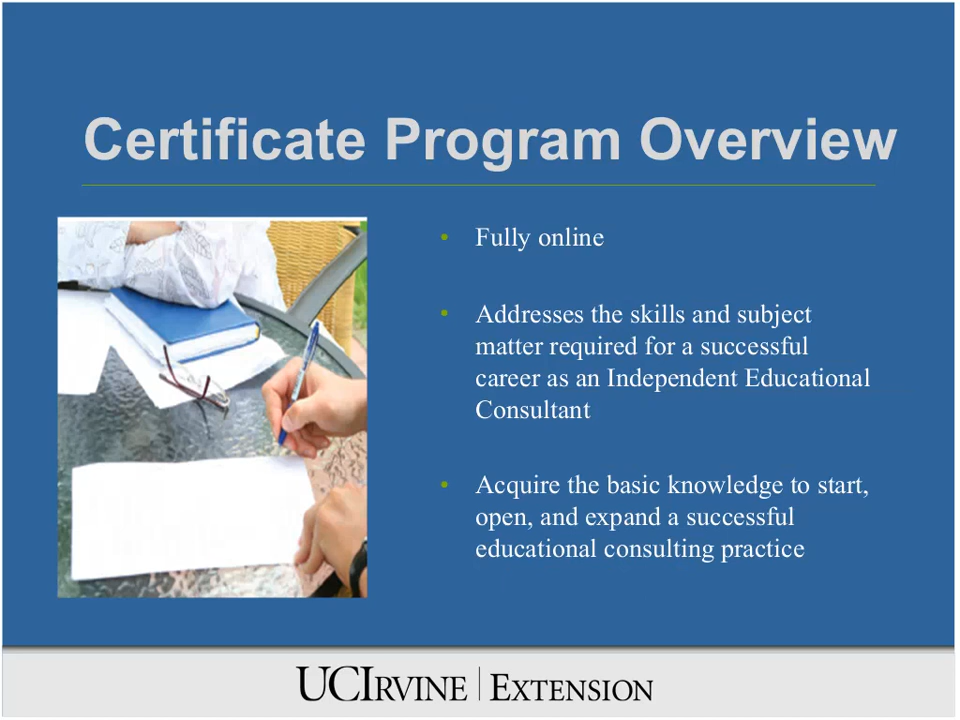 Certificate Program Overview
• Fully online
• Addresses the skills and subject
matter required for a successful
career as an Independent Educational
Consultant
• Acquire the basic knowledge to start,
open, and expand a successful
educational consulting practice
UCIRVINE | EXTENSION